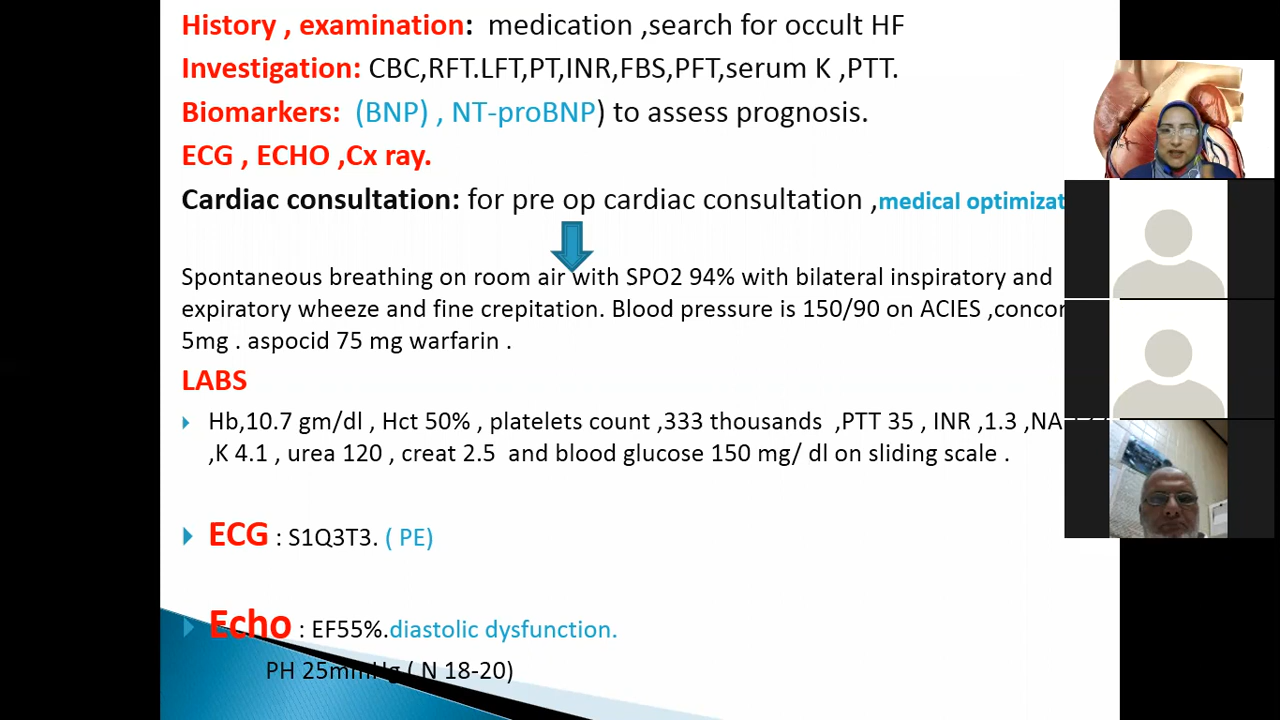 History , examination: medication ,search for occult HF
Investigation: CBC,RFT.LFT,PT,INR,FBS,PFT,serum K ,PTT.
Biomarkers: (BNP) , NT-proBNP) to assess prognosis.
ECG , ECHO ,Cx ray.
Cardiac consultation: for pre op cardiac consultation ,medical optimizat
Spontaneous breathing on room air with SPO2 94% with bilateral inspiratory and
expiratory wheeze and fine crepitation. Blood pressure is 150/90 on ACIES ,concor
5mg . aspocid 75 mg warfarin .
LABS
Hb,10.7 gm/dl , Hct 50% , platelets count ,333 thousands ,PTT 35 , INR ,1.3 ,NA
,K 4.1 , urea 120 , creat 2.5 and blood glucose 150 mg/ dl on sliding scale .
ECG : S1Q3T3. ( PE)
Echo : EF55%.diastolic dysfunction.
PH 25mmHg ( N 18-20)